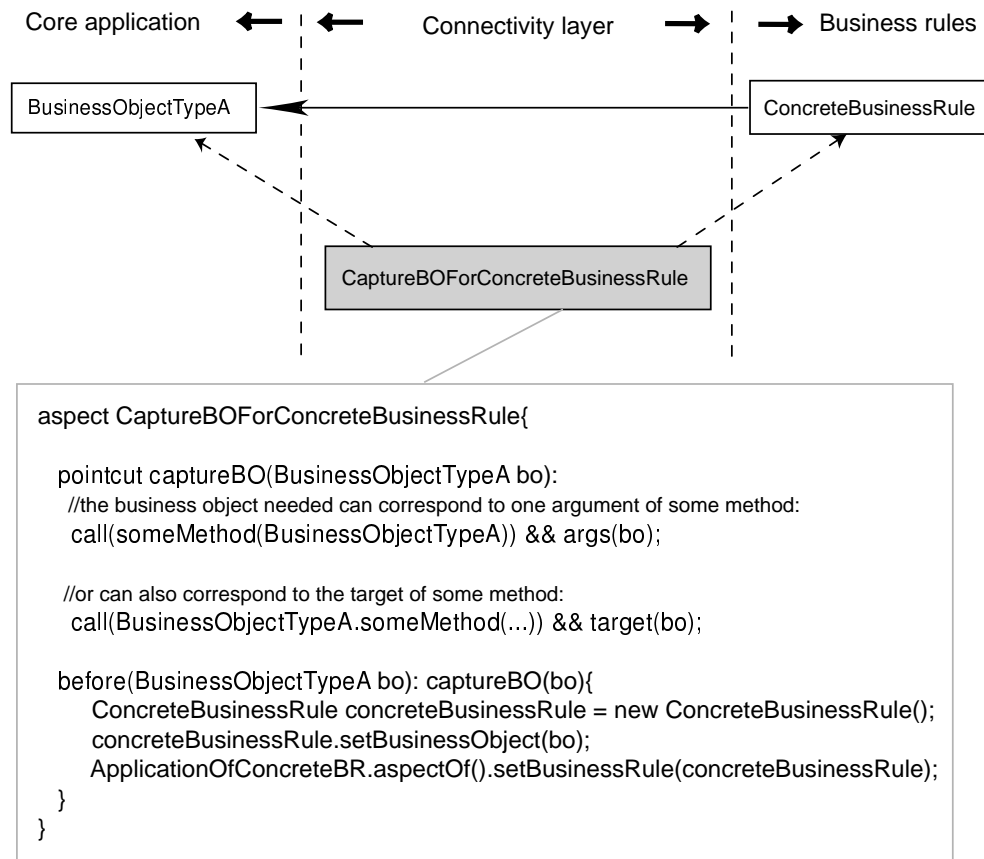 Core application
Connectivity layer
Business rules
BusinessObjectTypeA
ConcreteBusinessRule
CaptureBOForConcreteBusinessRule
aspect CaptureBOForConcreteBusinessRule{
pointcut captureBO(BusinessObjectTypeA bo):
//the business object needed can correspond to one argument of some method:
call(someMethod(BusinessObjectTypeA)) && args(bo);
//or can also correspond to the target of some method:
call(BusinessObjectTypeA.someMethod(...)) && target(bo);
before(BusinessObjectTypeA bo): captureBO(bo){
ConcreteBusinessRule concreteBusinessRule = new ConcreteBusinessRule();
concreteBusinessRule.setBusinessObject(bo);
ApplicationOfConcreteBR.aspectOf().setBusinessRule(concreteBusinessRule);
}
}